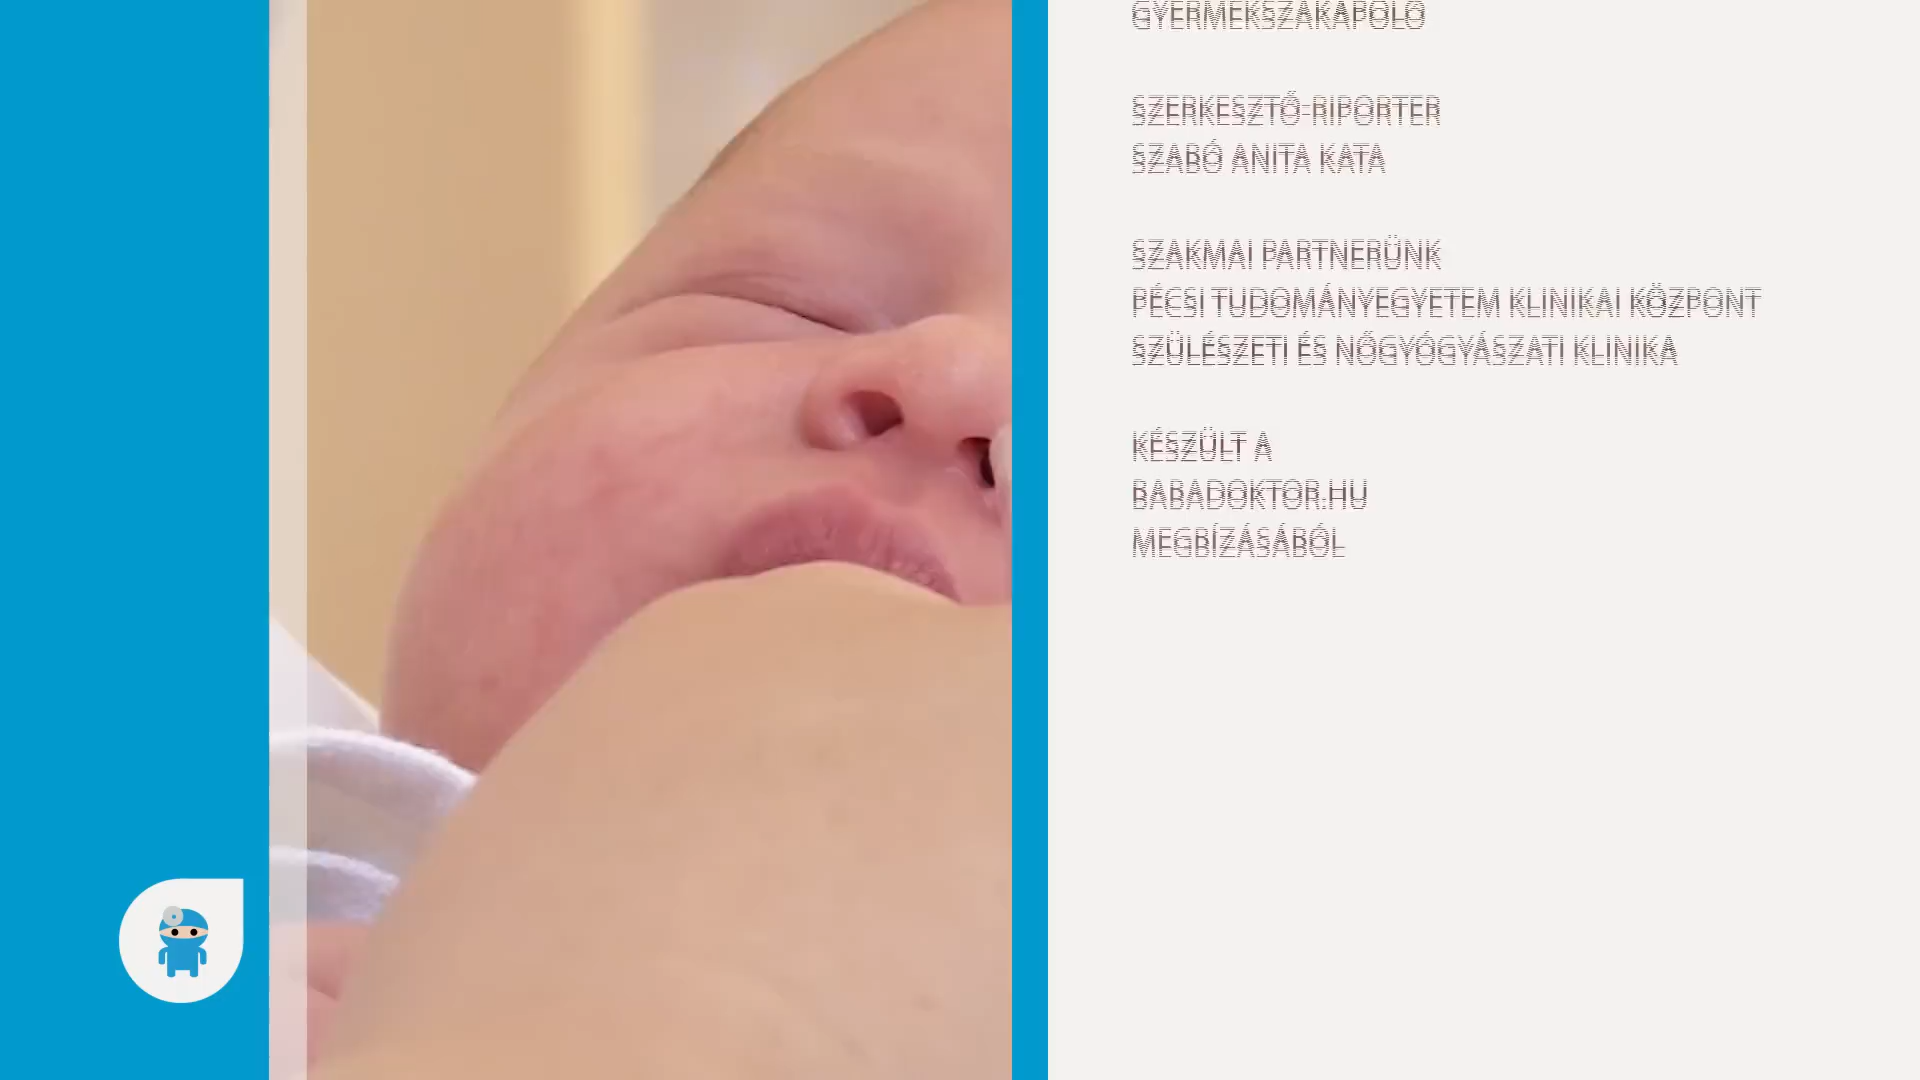 GYERMEKSZAKÁPOLÓ
SZERKESZTŐ-RIPORTER
SZABÓ ANITA KATA
SZAKMAI PARTNERÜNK
PÉCSI TUDOMÁNYEGYETEM KLINIKAI KÖZPONT
SZÜLÉSZETI ÉS NŐGYÓGYÁSZATI KLINIKA
KÉSZÜLT A
BABADOKTOR.HU
MEGBÍZÁSÁBÓL